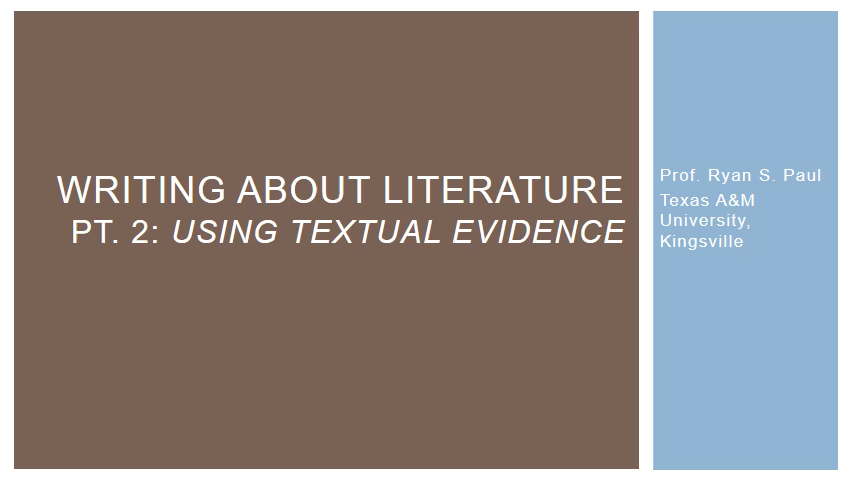 WRITING ABOUT LITERATURE
PT. 2: USING TEXTUAL EVIDENCE
Prof. Ryan S. Paul
Texas A&M
University,
Kingsville